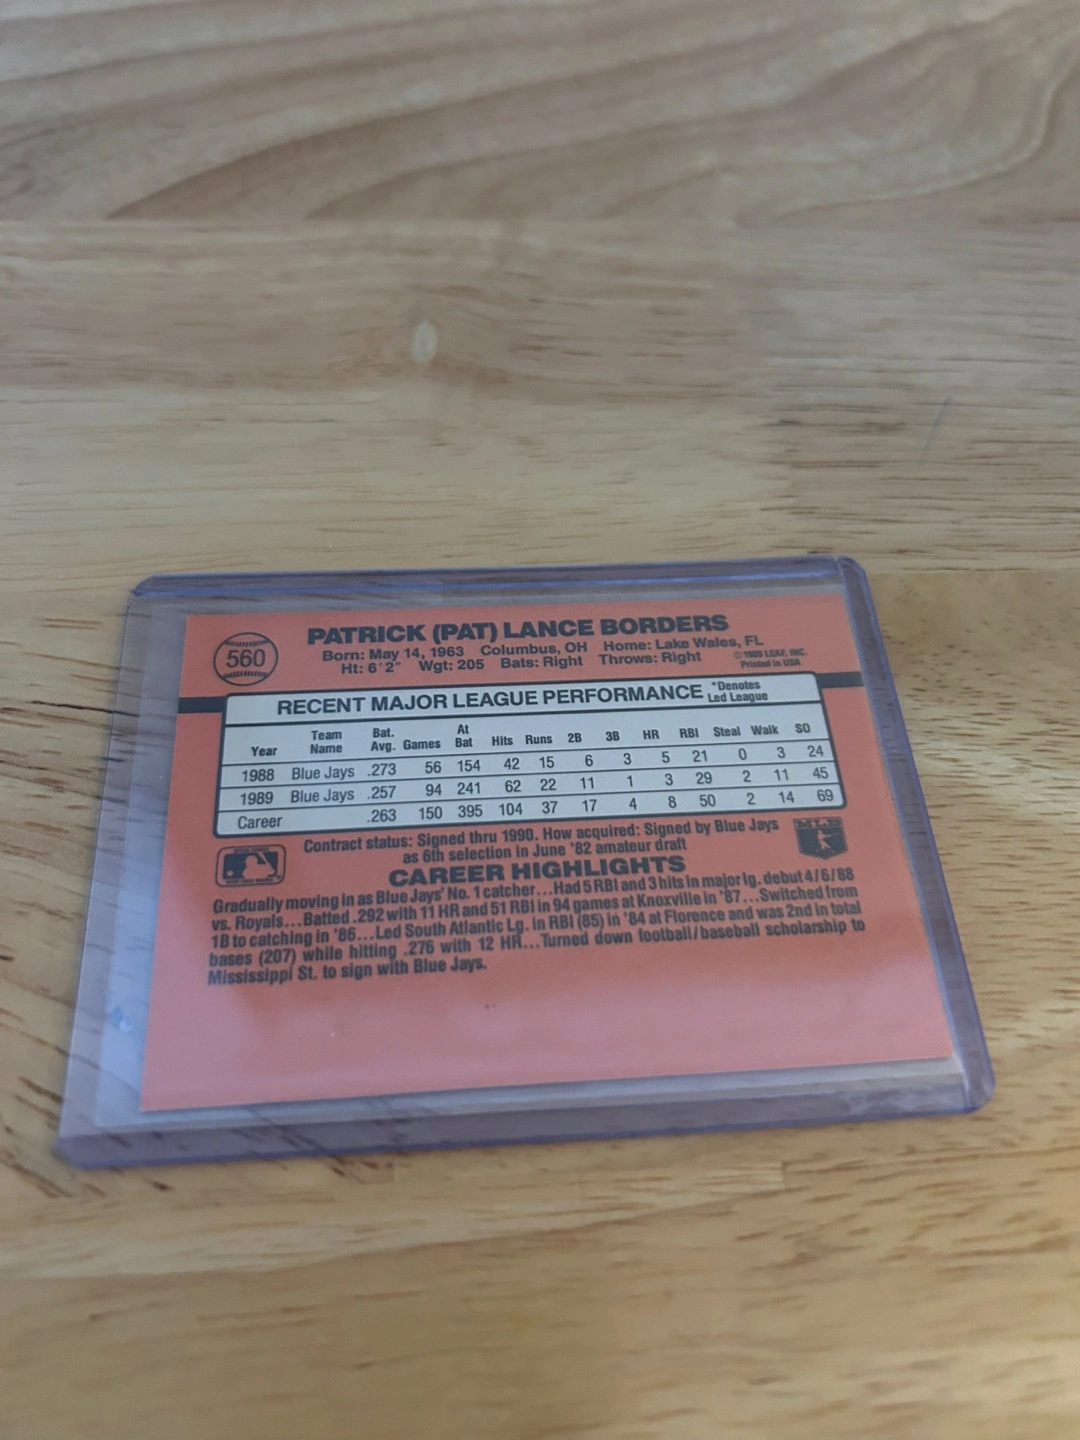 560
PATRICK (PAT) LANCE BORDERS
Born: May 14, 1963 Columbus, OH Home: Lake Wales, FL
Ht: 6'2" Wgt: 205 Bats: Right Throws: Right
LEAF, INC.
Printed in USA
RECENT MAJOR LEAGUE PERFORMANCE *Denotes Led League
Year Team Name Bat. Avg. Games At Bat Hits Runs 2B 3B HR RBI Steal Walk SO
1988 Blue Jays .273 56 154 42 15 6 3 5 21 0 3 24
1989 Blue Jays .257 94 241 62 22 11 1 3 29 2 11 45
Career .263 150 395 104 37 17 4 8 50 2 14 69
Contract status: Signed thru 1990. How acquired: Signed by Blue Jays
as 6th selection in June '82 amateur draft
MLB
CAREER HIGHLIGHTS
Gradually moving in as Blue Jays' No. 1 catcher...Had 5 RBI and 3 hits in major lg. debut 4/6/88
vs. Royals...Batted .292 with 11 HR and 51 RBI in 94 games at Knoxville in '87...Switched from
1B to catching in '86...Led South Atlantic Lg. in RBI (85) in '84 at Florence and was 2nd in total
bases (207) while hitting .276 with 12 HR...Turned down football/baseball scholarship to
Mississippi St. to sign with Blue Jays.